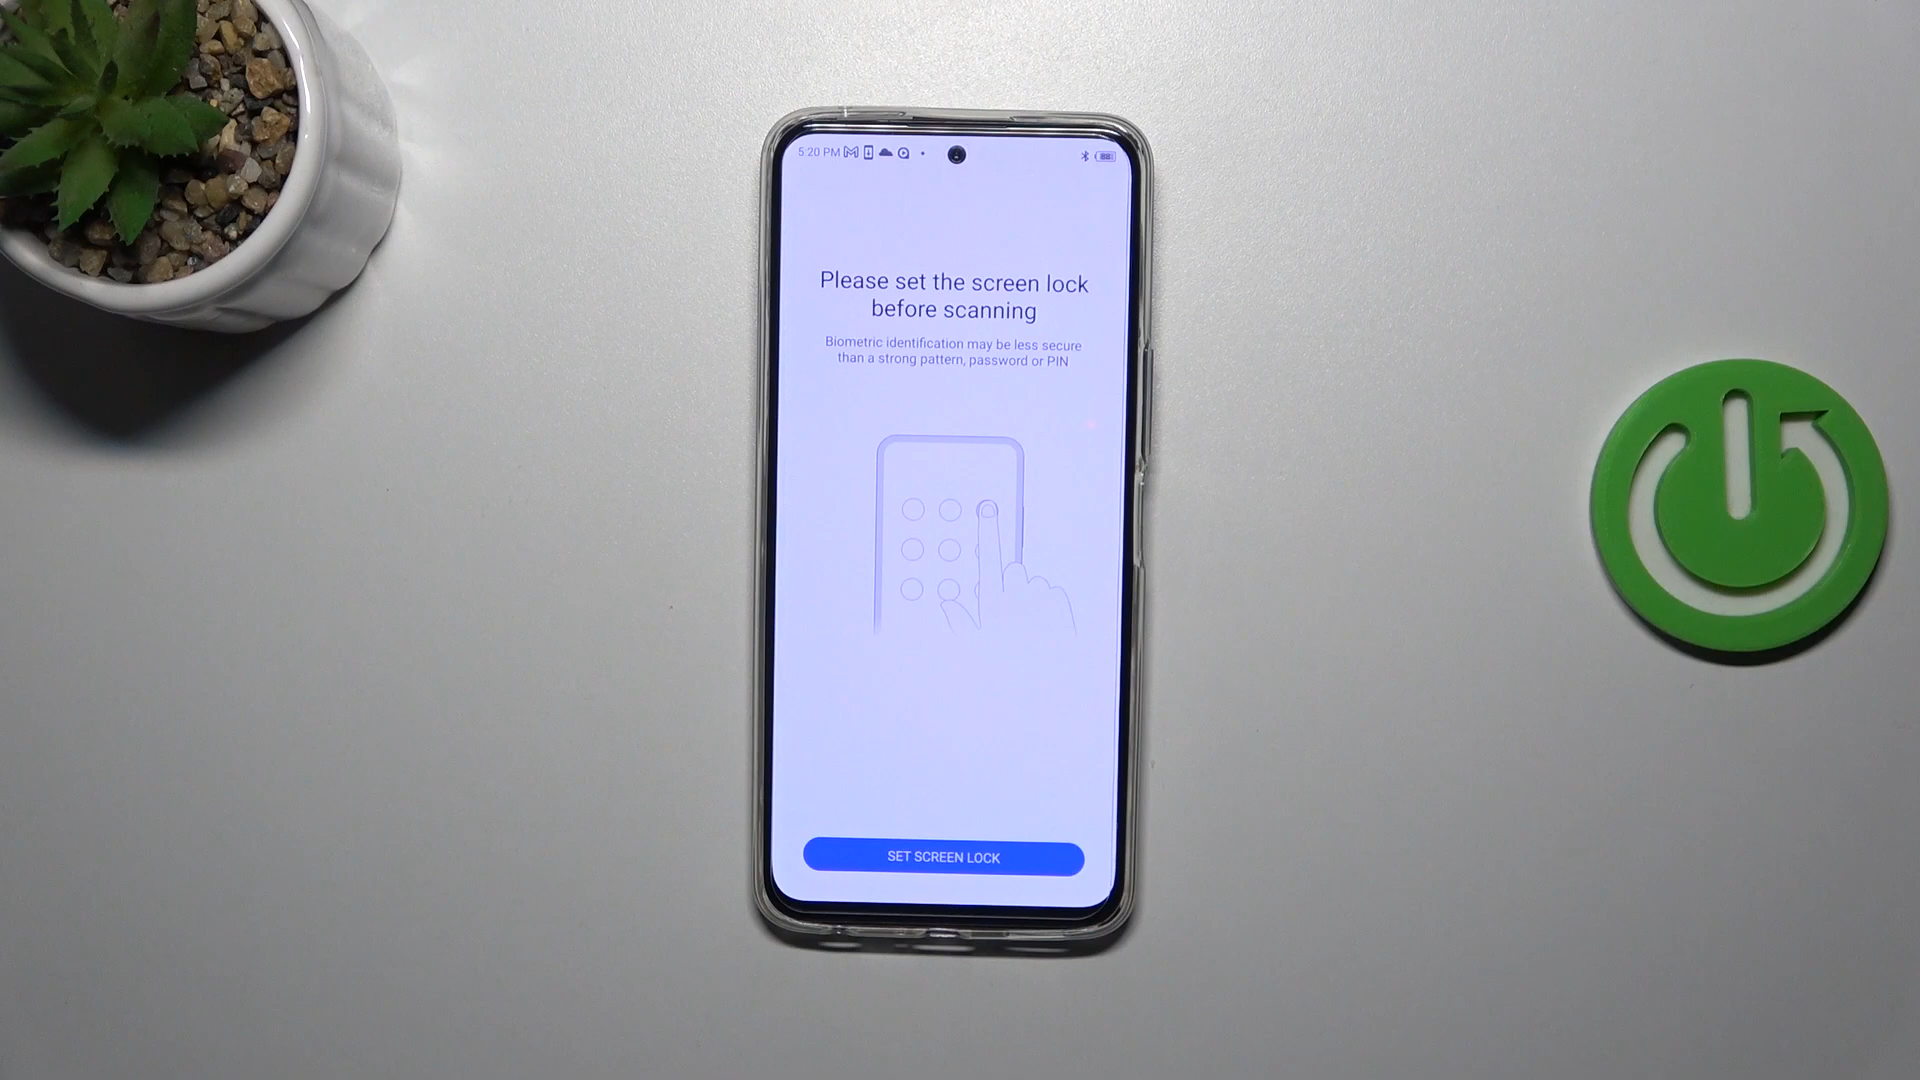 5:20 PM
88
Please set the screen lock
before scanning
Biometric identification may be less secure
than a strong pattern, password or PIN
SET SCREEN LOCK